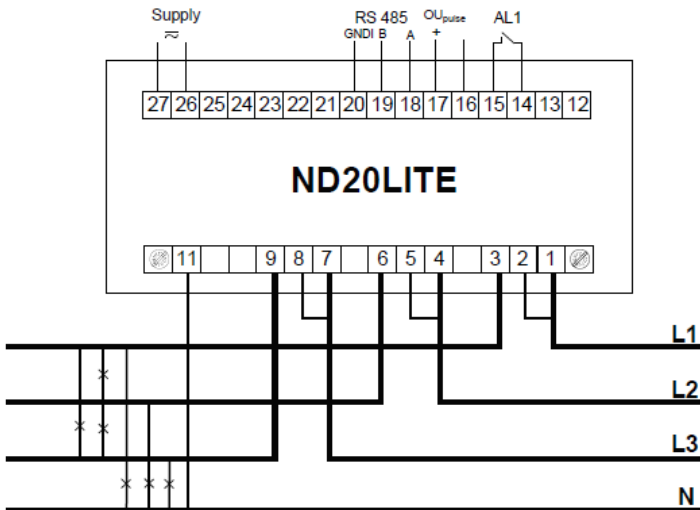 Supply RS 485 OUpulse AL1
GNDI B A +
27 26 25 24 23 22 21 20 19 18 17 16 15 14 13 12
ND20LITE
11 9 8 7 6 5 4 3 2 1
L1
L2
L3
N